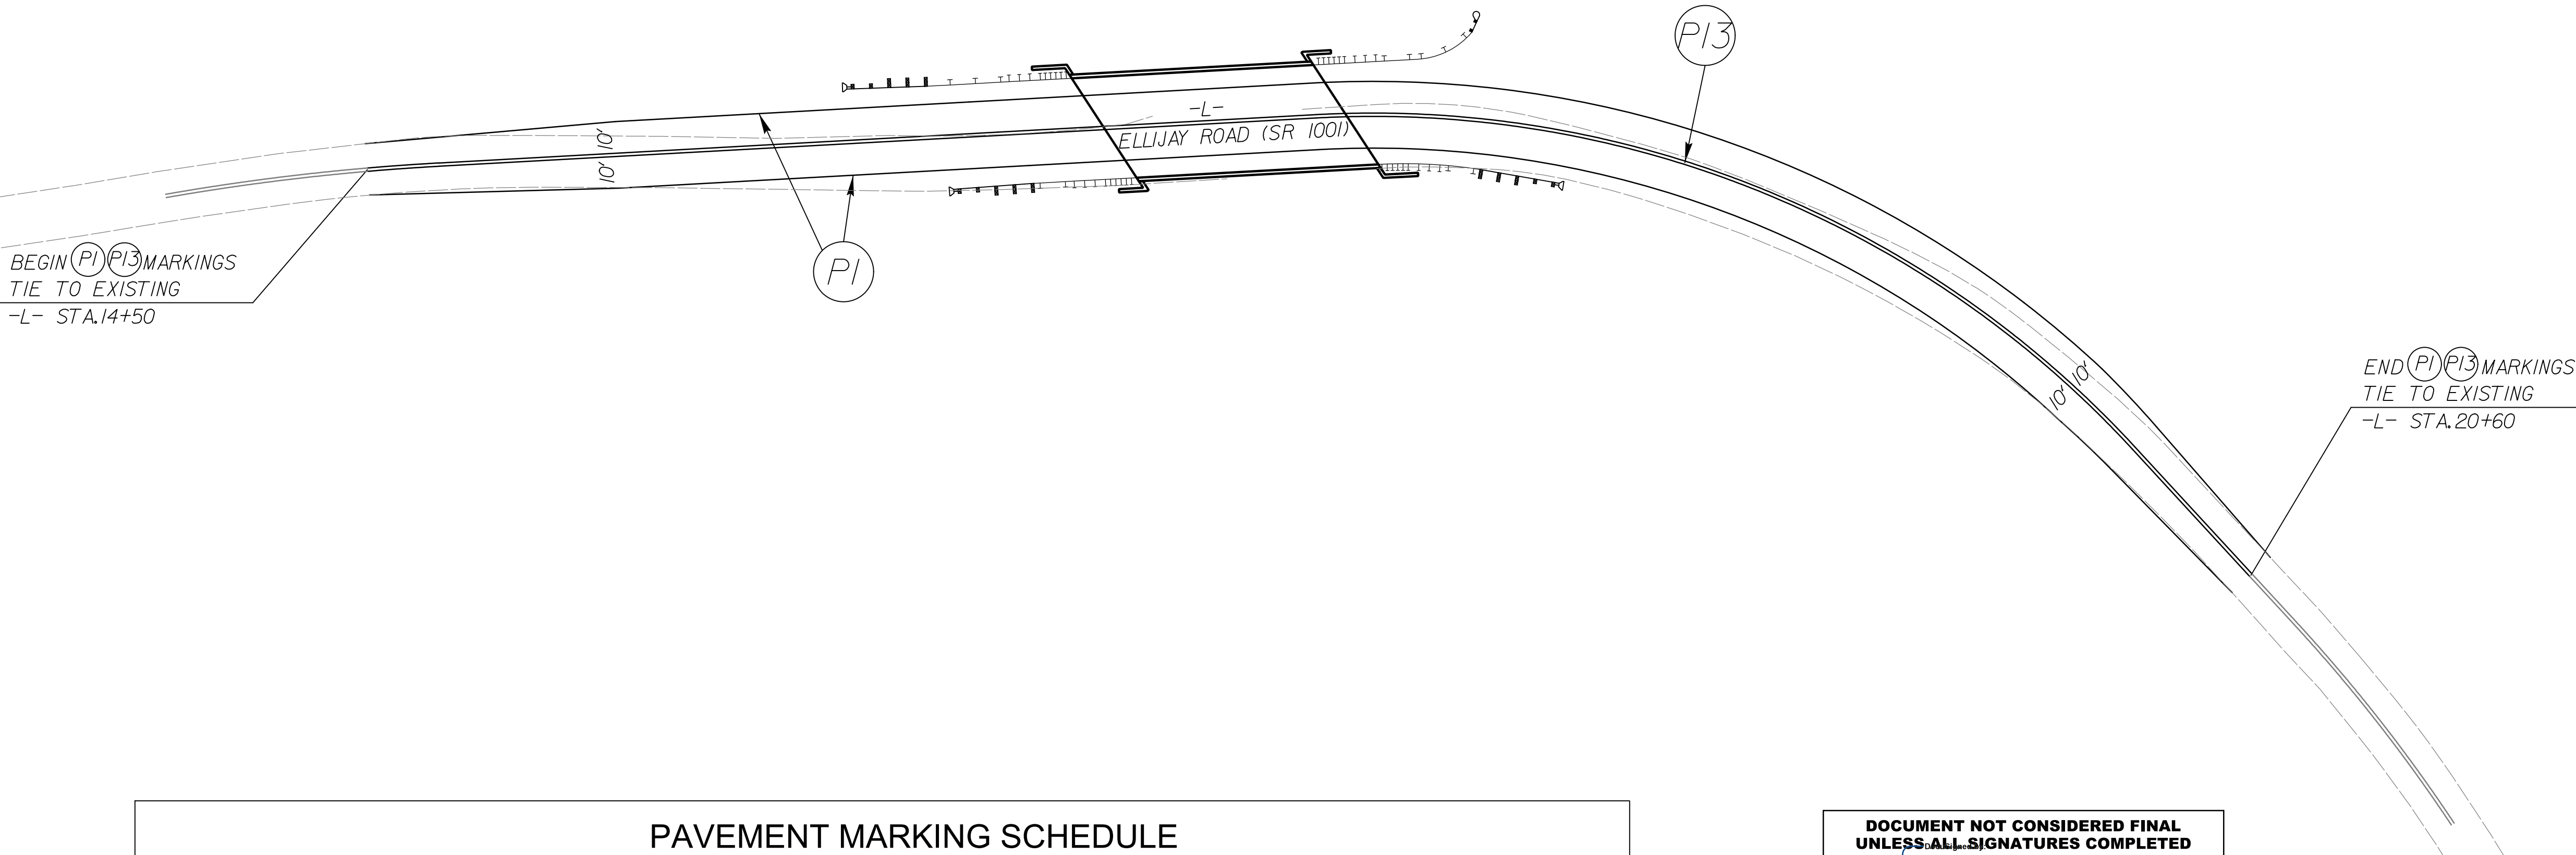 P13
-L-
ELLIJAY ROAD (SR 1001)
10' 10'
P1
BEGIN P1 P13 MARKINGS
TIE TO EXISTING
-L- STA.14+50
END P1 P13 MARKINGS
TIE TO EXISTING
-L- STA.20+60
10' 10'
PAVEMENT MARKING SCHEDULE
DOCUMENT NOT CONSIDERED FINAL
UNLESS ALL SIGNATURES COMPLETED
DocuSigned by: